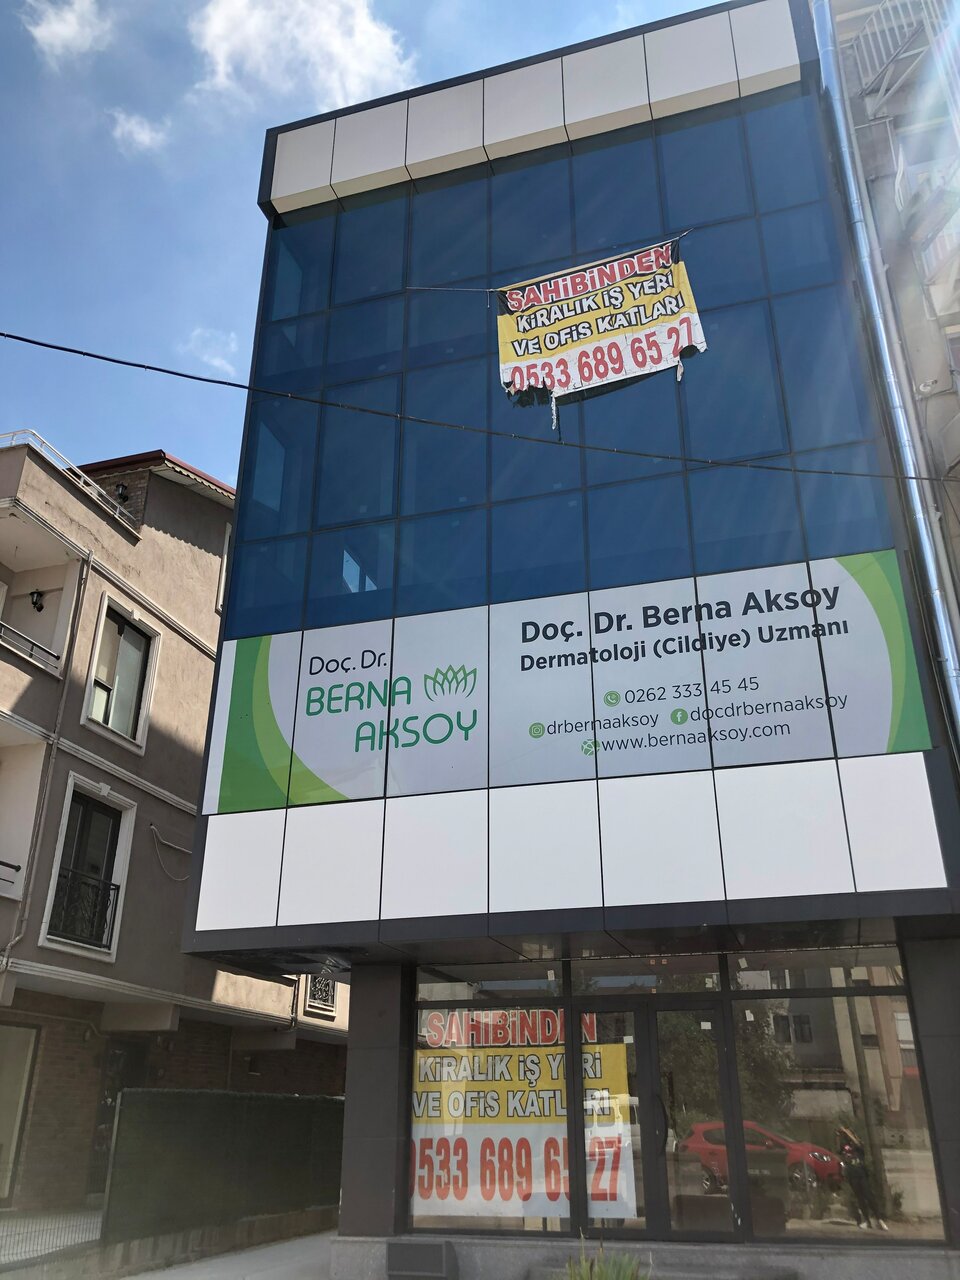 SAHİBİNDEN
KİRALIK İŞ YERİ
VE OFİS KATLARI
0533 689 65 27
Doç. Dr.
BERNA
AKSOY
Doç. Dr. Berna Aksoy
Dermatoloji (Cildiye) Uzmanı
0262 333 45 45
drbernaaksoy docdrbernaaksoy
www.bernaaksoy.com
SAHİBİNDEN
KİRALIK İŞ YERİ
VE OFİS KATLARI
0533 689 65 27